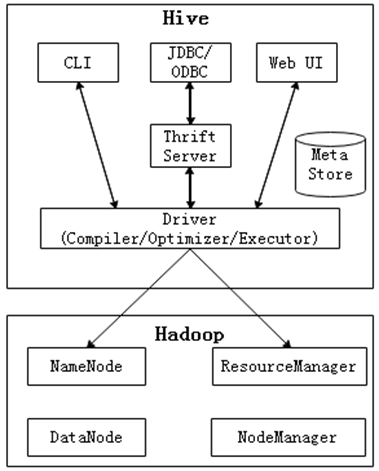 Hive
CLI
JDBC/
ODBC
Web UI
Thrift
Server
Meta
Store
Driver
(Compiler/Optimizer/Executor)
Hadoop
NameNode
ResourceManager
DataNode
NodeManager